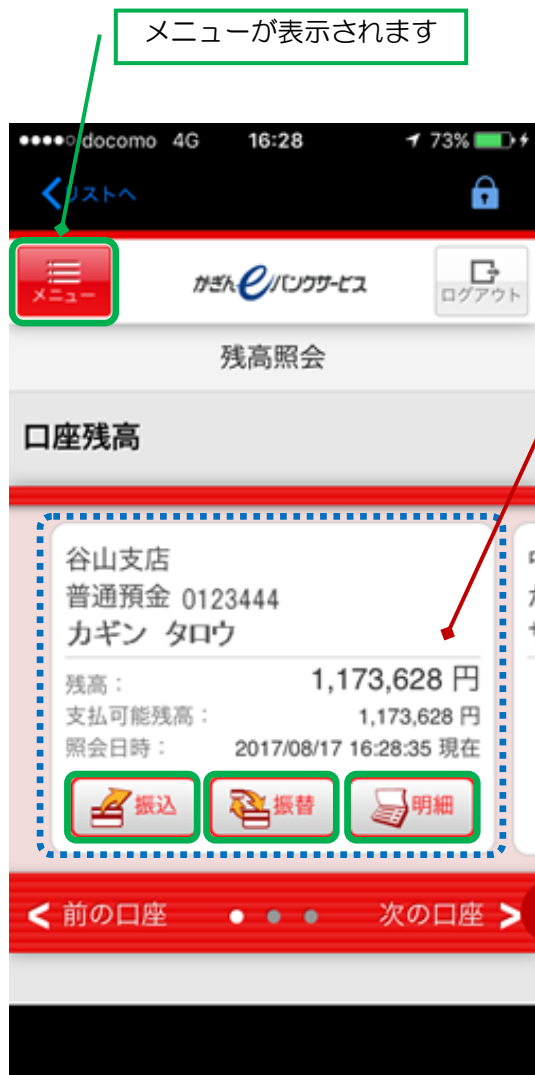 メニューが表示されます
docomo 4G 16:28 73%
リストへ
メニュー かぎんeバンクサービス ログアウト
残高照会
口座残高
谷山支店
普通預金 0123444
カギン タロウ
残高： 1,173,628 円
支払可能残高： 1,173,628 円
照会日時： 2017/08/17 16:28:35 現在
振込 振替 明細
< 前の口座 次の口座 >